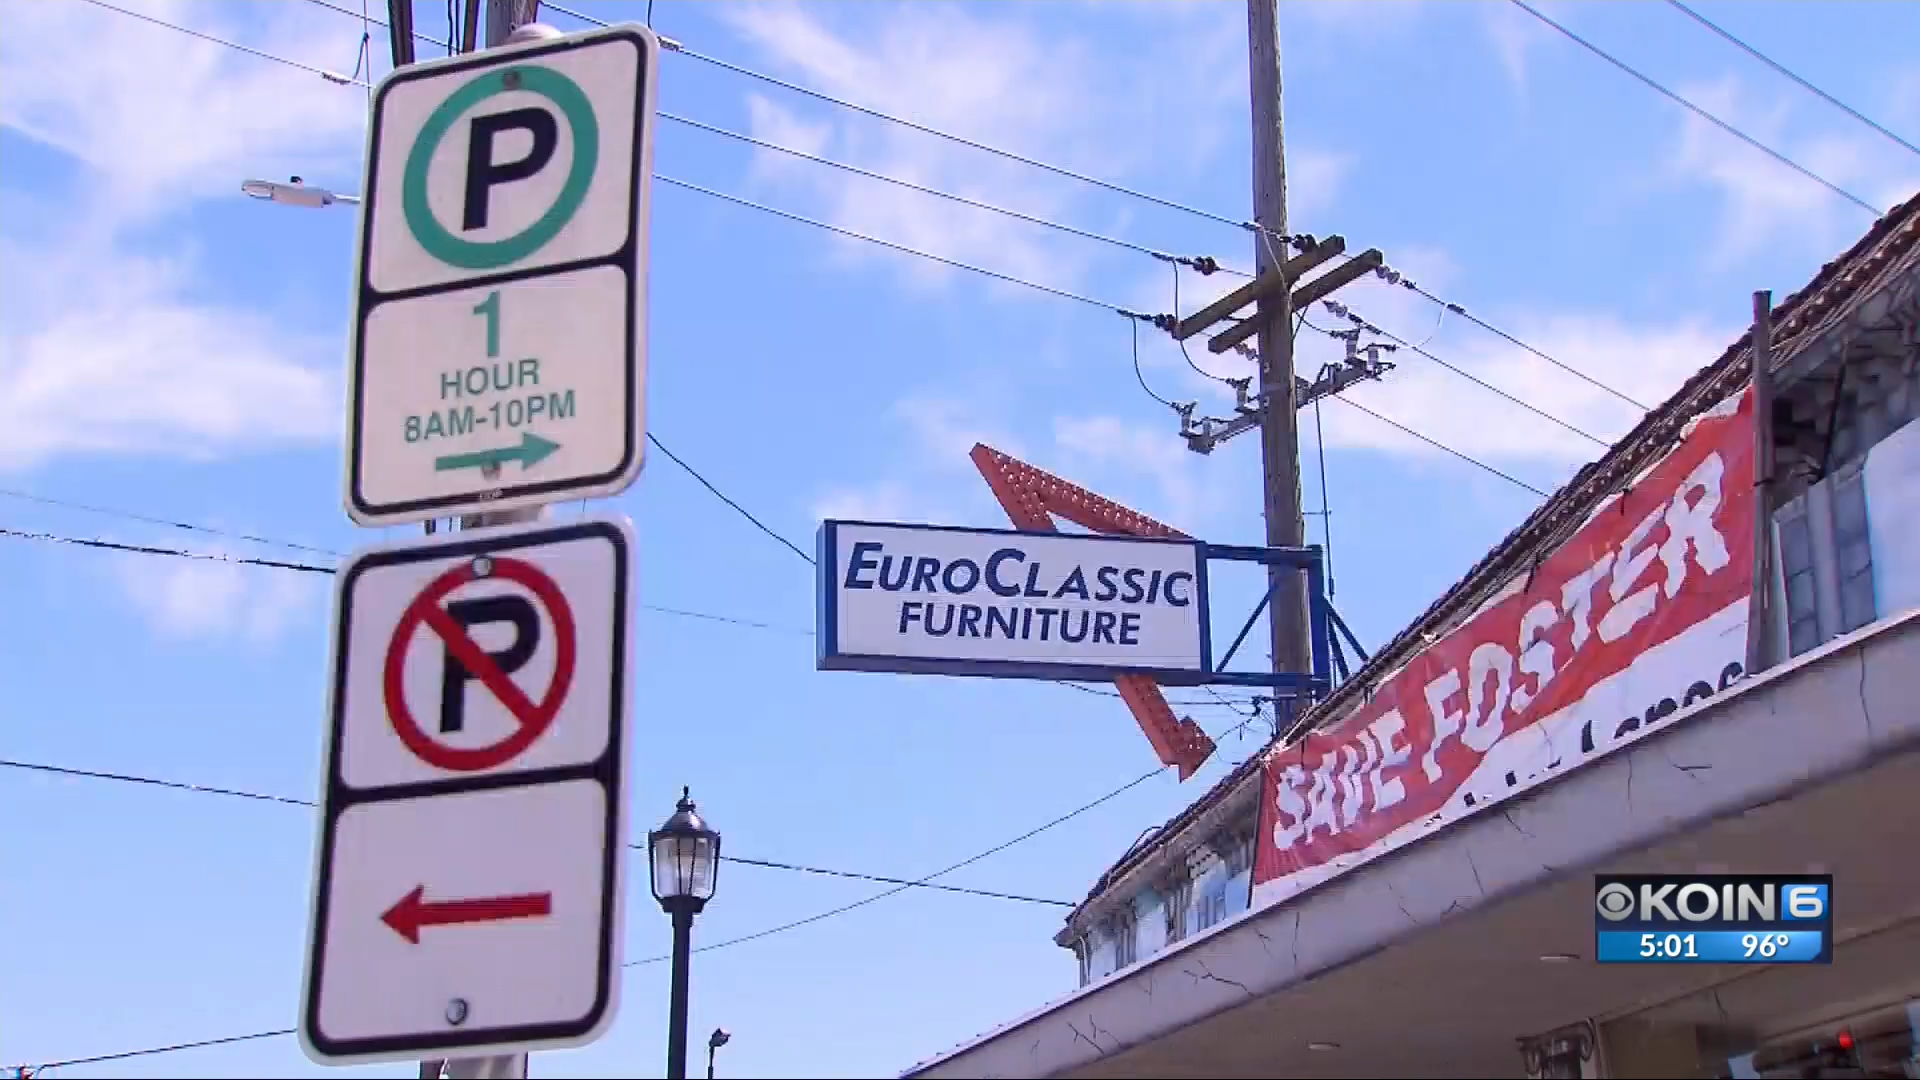 P
1
HOUR
8AM-10PM
P
EUROCLASSIC
FURNITURE
SAVE FOSTER
KOIN 6
5:01 96°